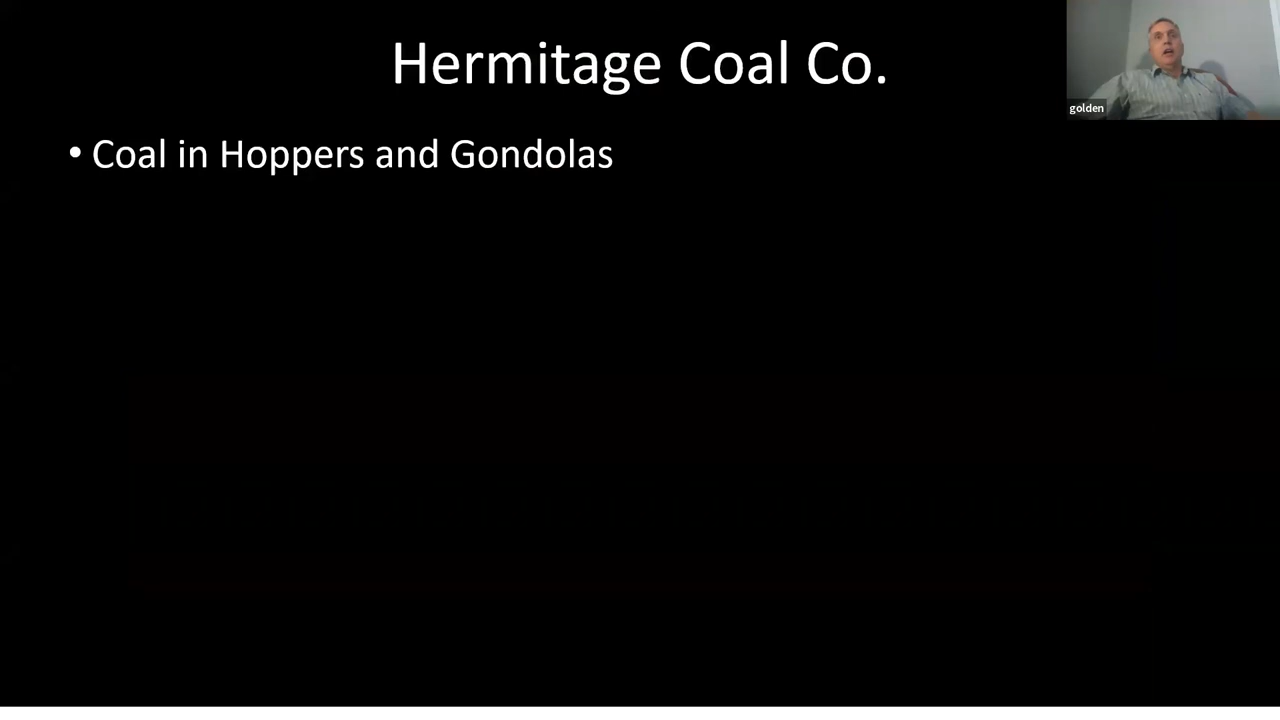 Hermitage Coal Co.
golden
• Coal in Hoppers and Gondolas